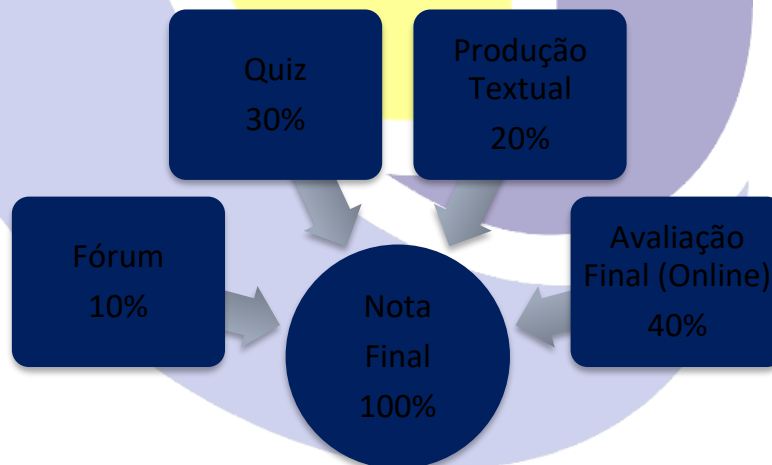 Quiz
30%
Produção
Textual
20%
Fórum
10%
Avaliação
Final (Online)
40%
Nota
Final
100%